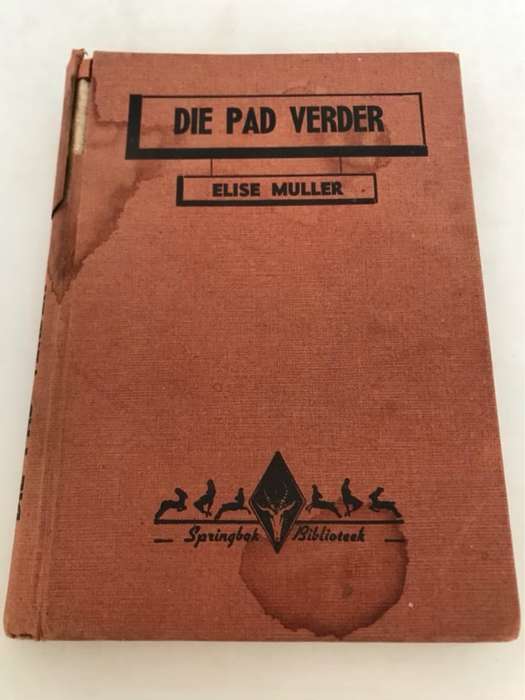 DIE PAD VERDER
ELISE MULLER
Springbok Biblioteek